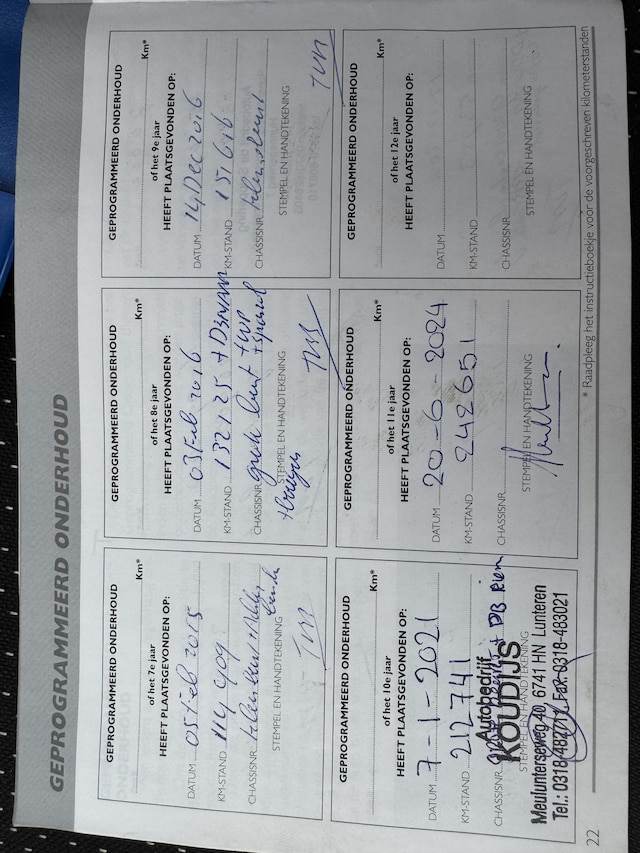 GEPROGRAMMEERD ONDERHOUD
GEPROGRAMMEERD ONDERHOUD
Km*
of het 7e jaar
HEEFT PLAATSGEVONDEN OP:
DATUM 05 Feb 2015
KM-STAND 114 409
CHASSISNR.
STEMPEL EN HANDTEKENING
GEPROGRAMMEERD ONDERHOUD
Km*
of het 8e jaar
HEEFT PLAATSGEVONDEN OP:
DATUM 03 Feb 2016
KM-STAND 132125 +
CHASSISNR.
STEMPEL EN HANDTEKENING
GEPROGRAMMEERD ONDERHOUD
Km*
of het 9e jaar
HEEFT PLAATSGEVONDEN OP:
DATUM 14 Dec 2016
KM-STAND 151616
CHASSISNR.
STEMPEL EN HANDTEKENING
GEPROGRAMMEERD ONDERHOUD
Km*
of het 10e jaar
HEEFT PLAATSGEVONDEN OP:
DATUM 7-1-2021
KM-STAND 212741
CHASSISNR. + DB Riem
STEMPEL EN HANDTEKENING
Autobedrijf
KOUDIJS
Meulunterseweg 40, 6741 HN Lunteren
Tel.: 0318-482711 Fax 0318-483021
GEPROGRAMMEERD ONDERHOUD
Km*
of het 11e jaar
HEEFT PLAATSGEVONDEN OP:
DATUM 20-6-2024
KM-STAND 242651
CHASSISNR.
STEMPEL EN HANDTEKENING
GEPROGRAMMEERD ONDERHOUD
Km*
of het 12e jaar
HEEFT PLAATSGEVONDEN OP:
DATUM
KM-STAND
CHASSISNR.
STEMPEL EN HANDTEKENING
* Raadpleeg het instructieboekje voor de voorgeschreven kilometerstanden
22